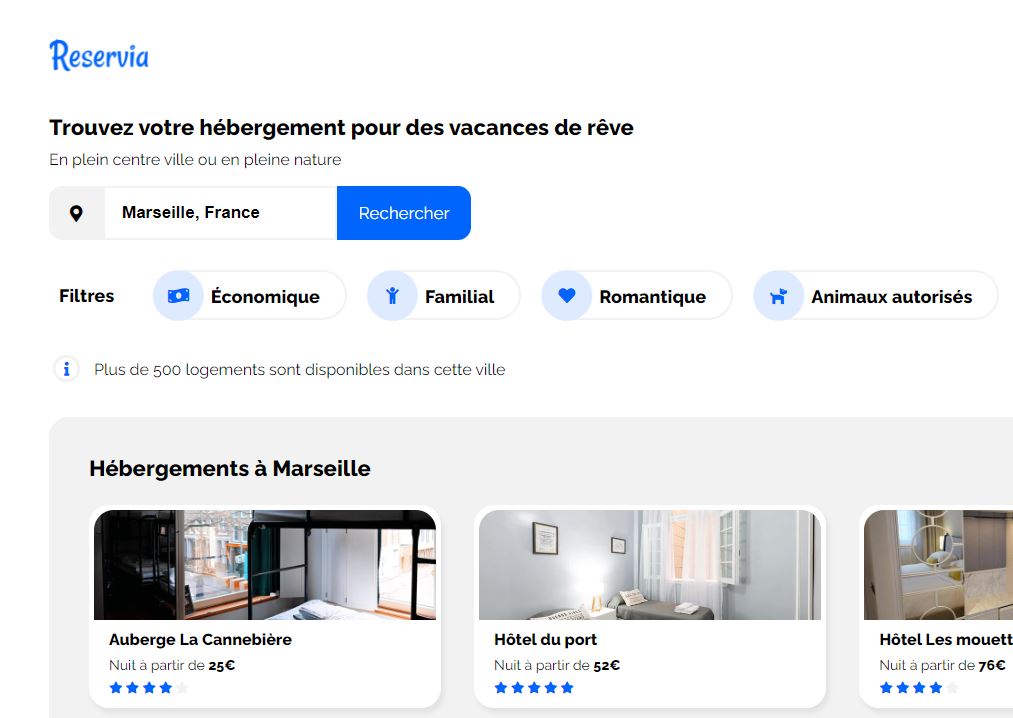 Reservia
Trouvez votre hébergement pour des vacances de rêve
En plein centre ville ou en pleine nature
Marseille, France
Rechercher
Filtres
Économique
Familial
Romantique
Animaux autorisés
Plus de 500 logements sont disponibles dans cette ville
Hébergements à Marseille
Auberge La Cannebière
Nuit à partir de 25€
Hôtel du port
Nuit à partir de 52€
Hôtel Les mouett
Nuit à partir de 76€